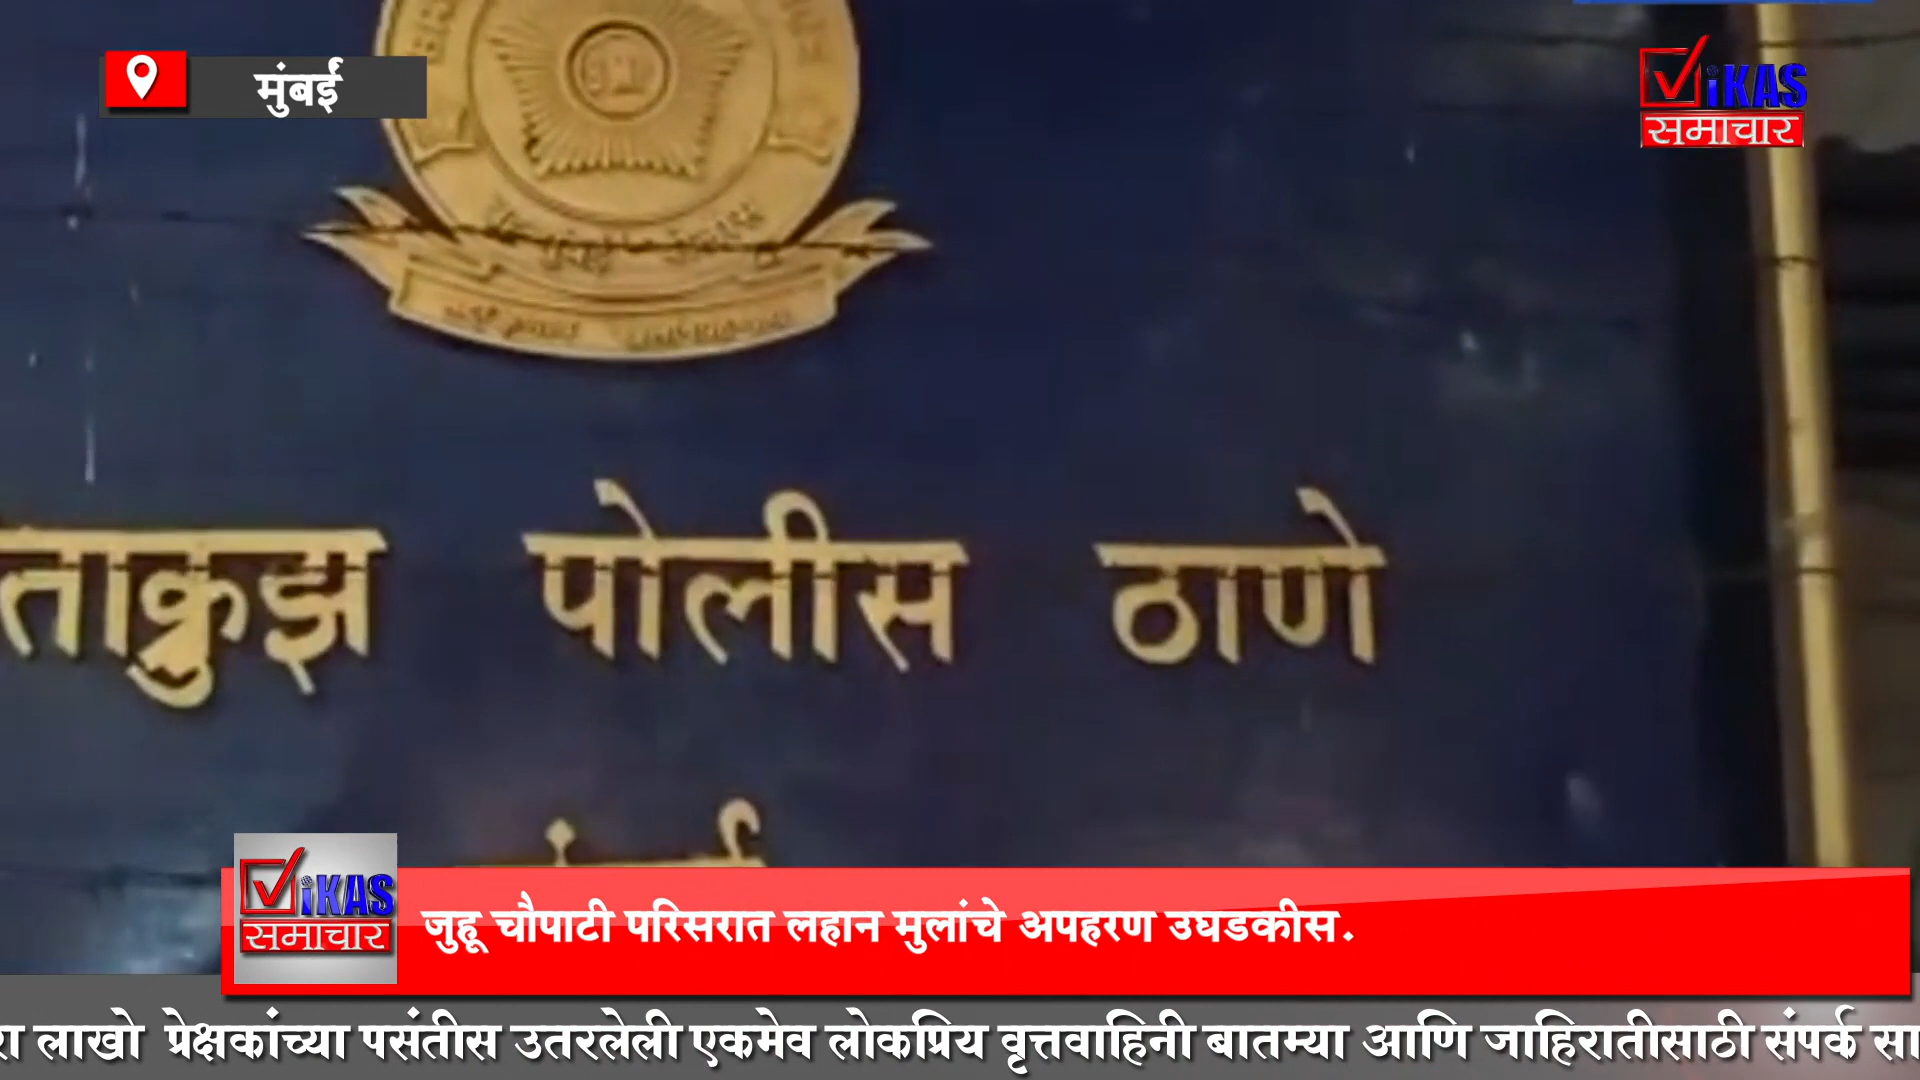 मुंबई
ViKAS
समाचार
ताक्रुझ पोलीस ठाणे
ViKAS
समाचार
जुहू चौपाटी परिसरात लहान मुलांचे अपहरण उघडकीस.
रा लाखो प्रेक्षकांच्या पसंतीस उतरलेली एकमेव लोकप्रिय वृत्तवाहिनी बातम्या आणि जाहिरातीसाठी संपर्क सा